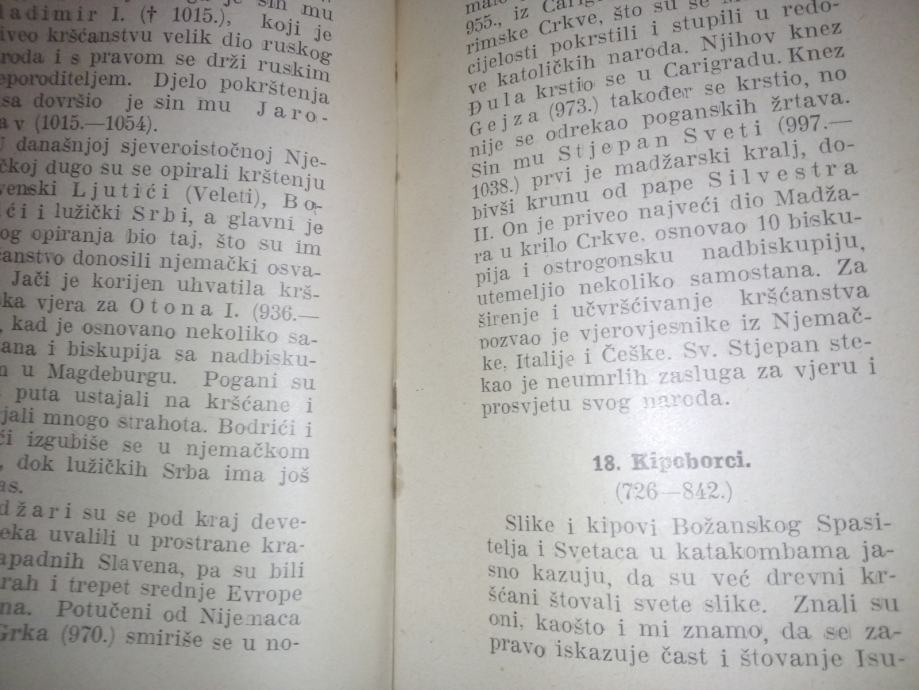 je sin mu
ladimir I. († 1015.), koji je
iveo kršćanstvu velik dio ruskog
roda i s pravom se drži ruskim
eporoditeljem. Djelo pokrštenja
sa dovršio je sin mu Jaro-
av (1015.—1054).
U današnjoj sjeveroistočnoj Nje-
čkoj dugo su se opirali krštenju
venski Ljutići (Veleti), Bo-
ići i lužički Srbi, a glavni je
og opiranja bio taj, što su im
ćanstvo donosili njemački osva-
Jači je korijen uhvatila krš-
ka vjera za Otona I. (936.—
, kad je osnovano nekoliko sa-
ana i biskupija sa nadbisku-
m u Magdeburgu. Pogani su
puta ustajali na kršćane i
jali mnogo strahota. Bodrići i
ći izgubiše se u njemačkom
, dok lužičkih Srba ima još
as.
džari su se pod kraj deve-
eka uvalili u prostrane kra-
apadnih Slavena, pa su bili
rah i trepet srednje Evrope
na. Potučeni od Nijemaca
Grka (970.) smiriše se u no-
955., iz
rimske Crkve, što su se
cijelosti pokrstili i stupili u redo-
ve katoličkih naroda. Njihov knez
Đula krstio se u Carigradu. Knez
Gejza (973.) također se krstio, no
nije se odrekao poganskih žrtava.
Sin mu Stjepan Sveti (997.—
1038.) prvi je madžarski kralj, do-
bivši krunu od pape Silvestra
II. On je priveo najveći dio Madža-
ra u krilo Crkve, osnovao 10 bisku-
pija i ostrogonsku nadbiskupiju,
utemeljio nekoliko samostana. Za
širenje i učvršćivanje kršćanstva
pozvao je vjerovjesnike iz Njemač-
ke, Italije i Češke. Sv. Stjepan ste-
kao je neumrlih zasluga za vjeru i
prosvjetu svog naroda.
18. Kipoborci.
(726—842.)
Slike i kipovi Božanskog Spasi-
telja i Svetaca u katakombama ja-
sno kazuju, da su već drevni kr-
šćani štovali svete slike. Znali su
oni, kaošto i mi znamo, da se za-
pravo iskazuje čast i štovanje Isu-